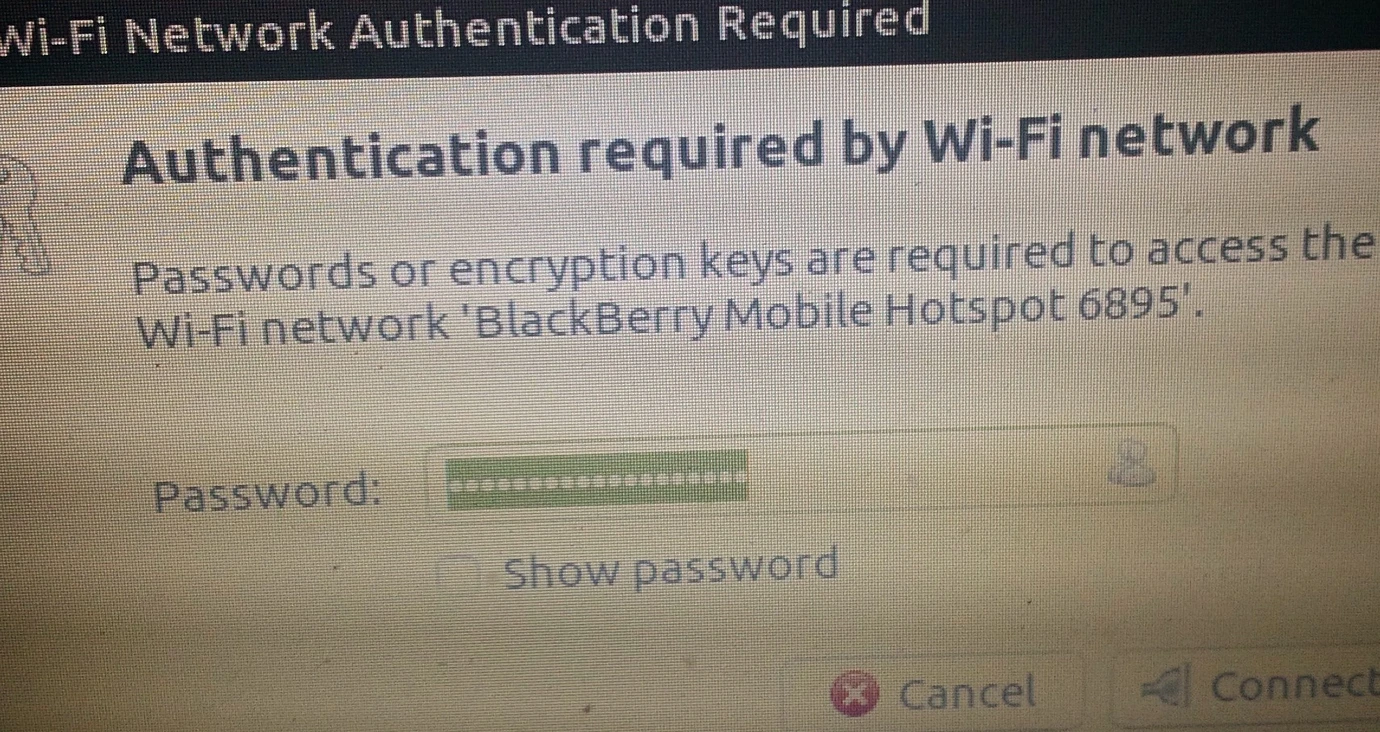 Wi-Fi Network Authentication Required
Authentication required by Wi-Fi network
Passwords or encryption keys are required to access the
Wi-Fi network 'BlackBerry Mobile Hotspot 6895'.
Password:
Show password
Cancel
Connect